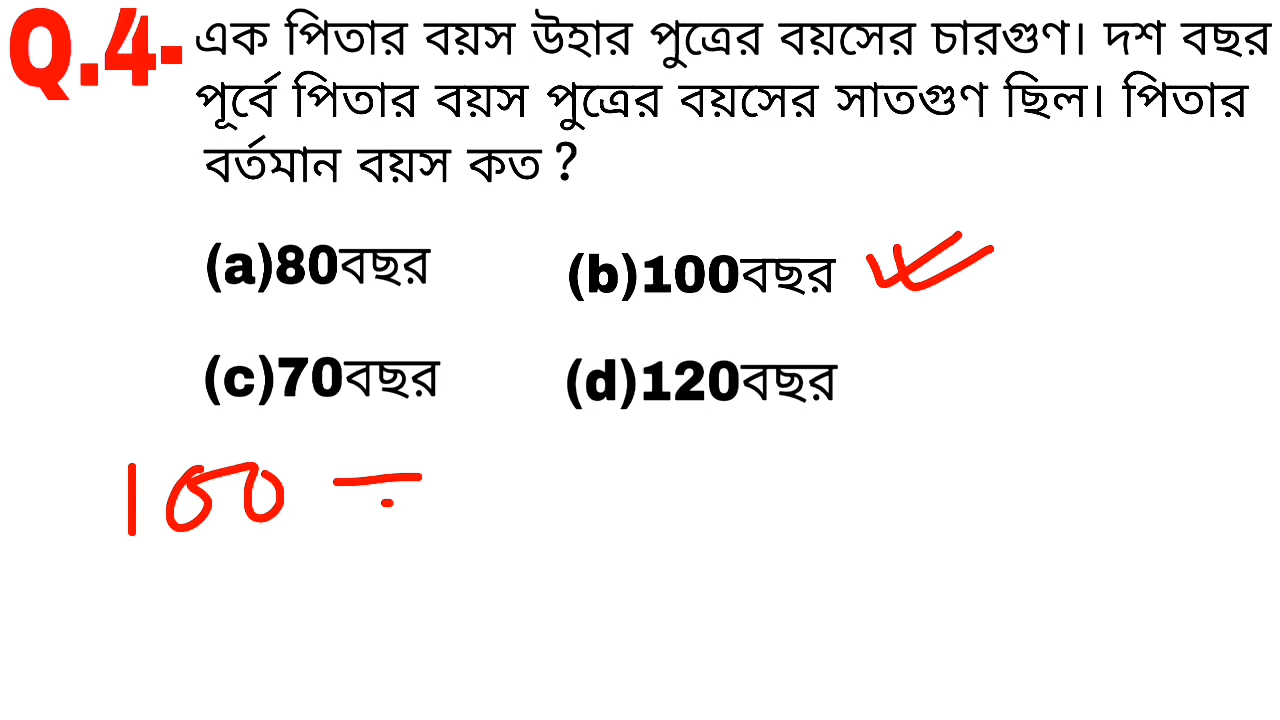 Q.4- এক পিতার বয়স উহার পুত্রের বয়সের চারগুণ। দশ বছর
পূর্বে পিতার বয়স পুত্রের বয়সের সাতগুণ ছিল। পিতার
বর্তমান বয়স কত ?
(a)80বছর (b)100বছর
(c)70বছর (d)120বছর
100 ÷